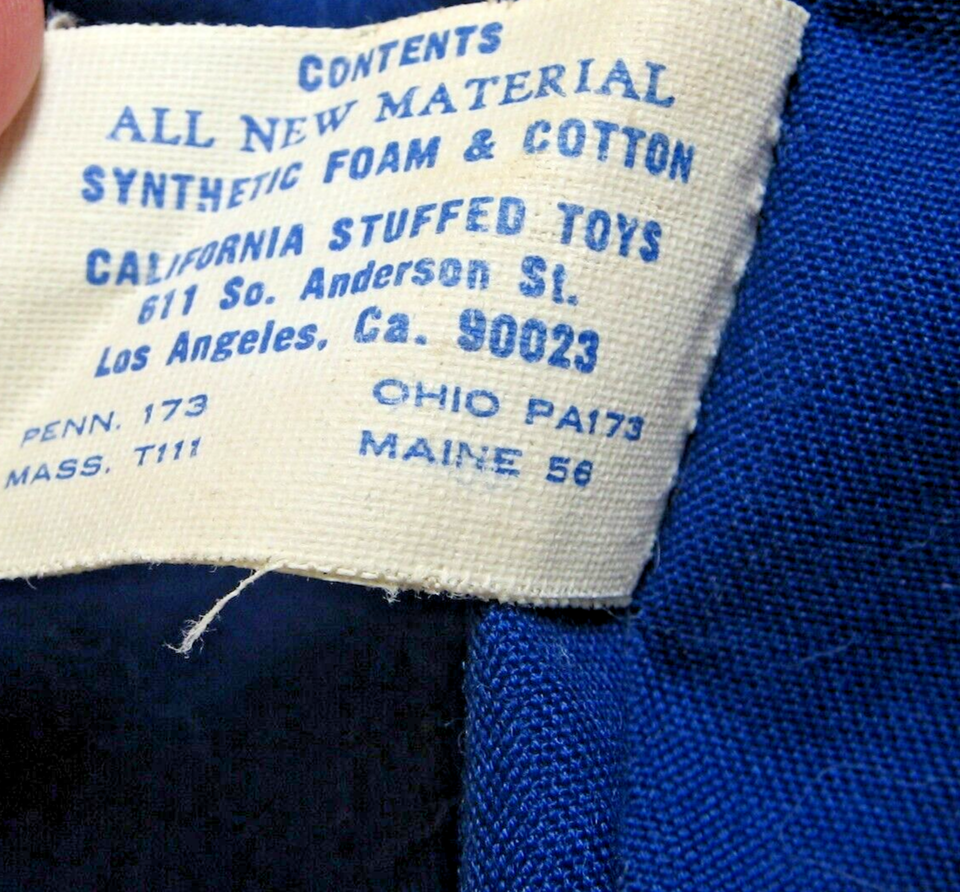 CONTENTS
ALL NEW MATERIAL
SYNTHETIC FOAM & COTTON
CALIFORNIA STUFFED TOYS
611 So. Anderson St.
Los Angeles, Ca. 90023
PENN. 173 OHIO PA173
MASS. T111 MAINE 56